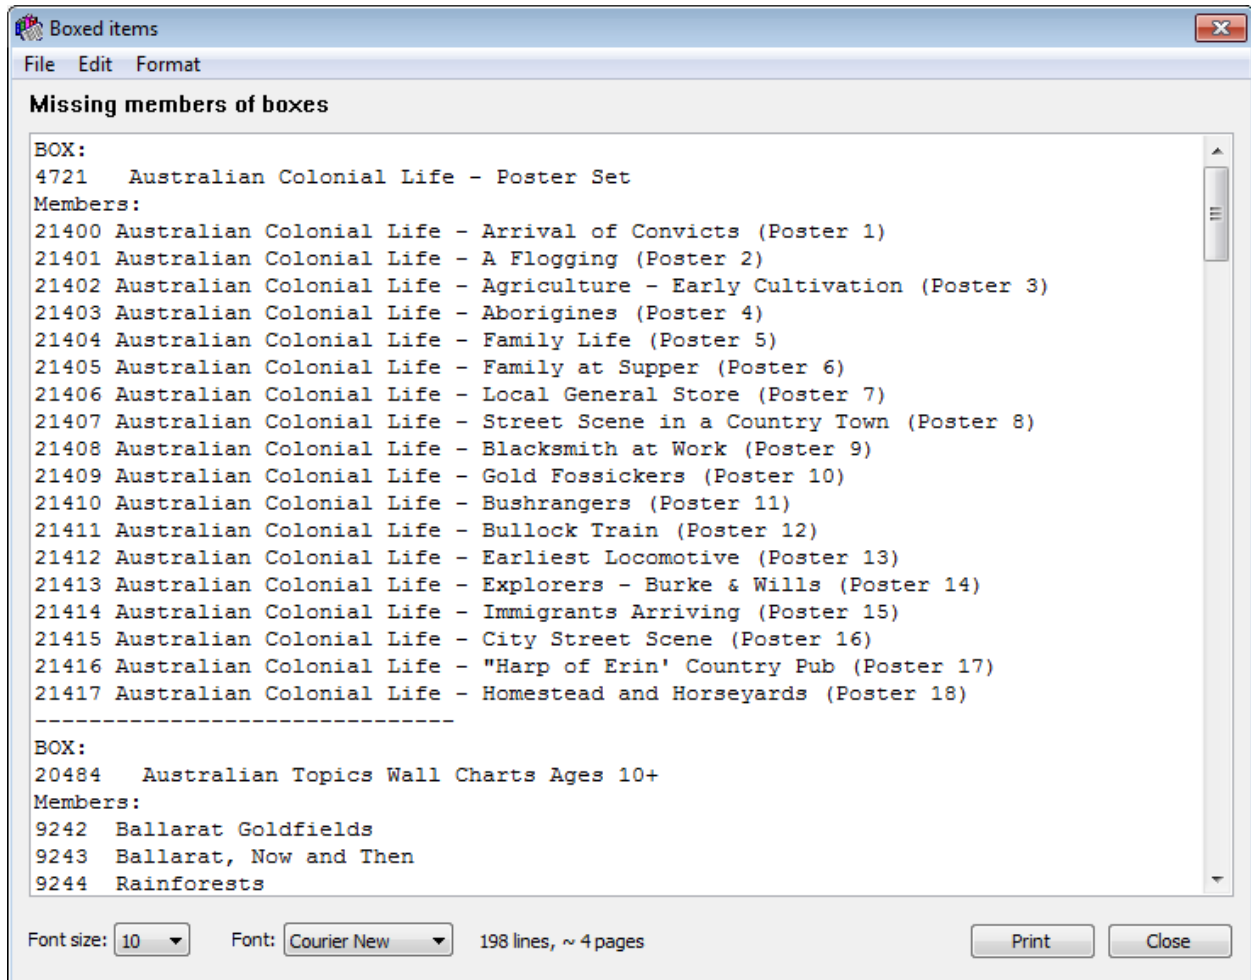 Boxed items
File Edit Format
Missing members of boxes
BOX:
4721   Australian Colonial Life - Poster Set
Members:
21400 Australian Colonial Life - Arrival of Convicts (Poster 1)
21401 Australian Colonial Life - A Flogging (Poster 2)
21402 Australian Colonial Life - Agriculture - Early Cultivation (Poster 3)
21403 Australian Colonial Life - Aborigines (Poster 4)
21404 Australian Colonial Life - Family Life (Poster 5)
21405 Australian Colonial Life - Family at Supper (Poster 6)
21406 Australian Colonial Life - Local General Store (Poster 7)
21407 Australian Colonial Life - Street Scene in a Country Town (Poster 8)
21408 Australian Colonial Life - Blacksmith at Work (Poster 9)
21409 Australian Colonial Life - Gold Fossickers (Poster 10)
21410 Australian Colonial Life - Bushrangers (Poster 11)
21411 Australian Colonial Life - Bullock Train (Poster 12)
21412 Australian Colonial Life - Earliest Locomotive (Poster 13)
21413 Australian Colonial Life - Explorers - Burke & Wills (Poster 14)
21414 Australian Colonial Life - Immigrants Arriving (Poster 15)
21415 Australian Colonial Life - City Street Scene (Poster 16)
21416 Australian Colonial Life - "Harp of Erin' Country Pub (Poster 17)
21417 Australian Colonial Life - Homestead and Horseyards (Poster 18)
-------------------------------
BOX:
20484   Australian Topics Wall Charts Ages 10+
Members:
9242  Ballarat Goldfields
9243  Ballarat, Now and Then
9244  Rainforests
Font size: 10 Font: Courier New 198 lines, ~ 4 pages Print Close